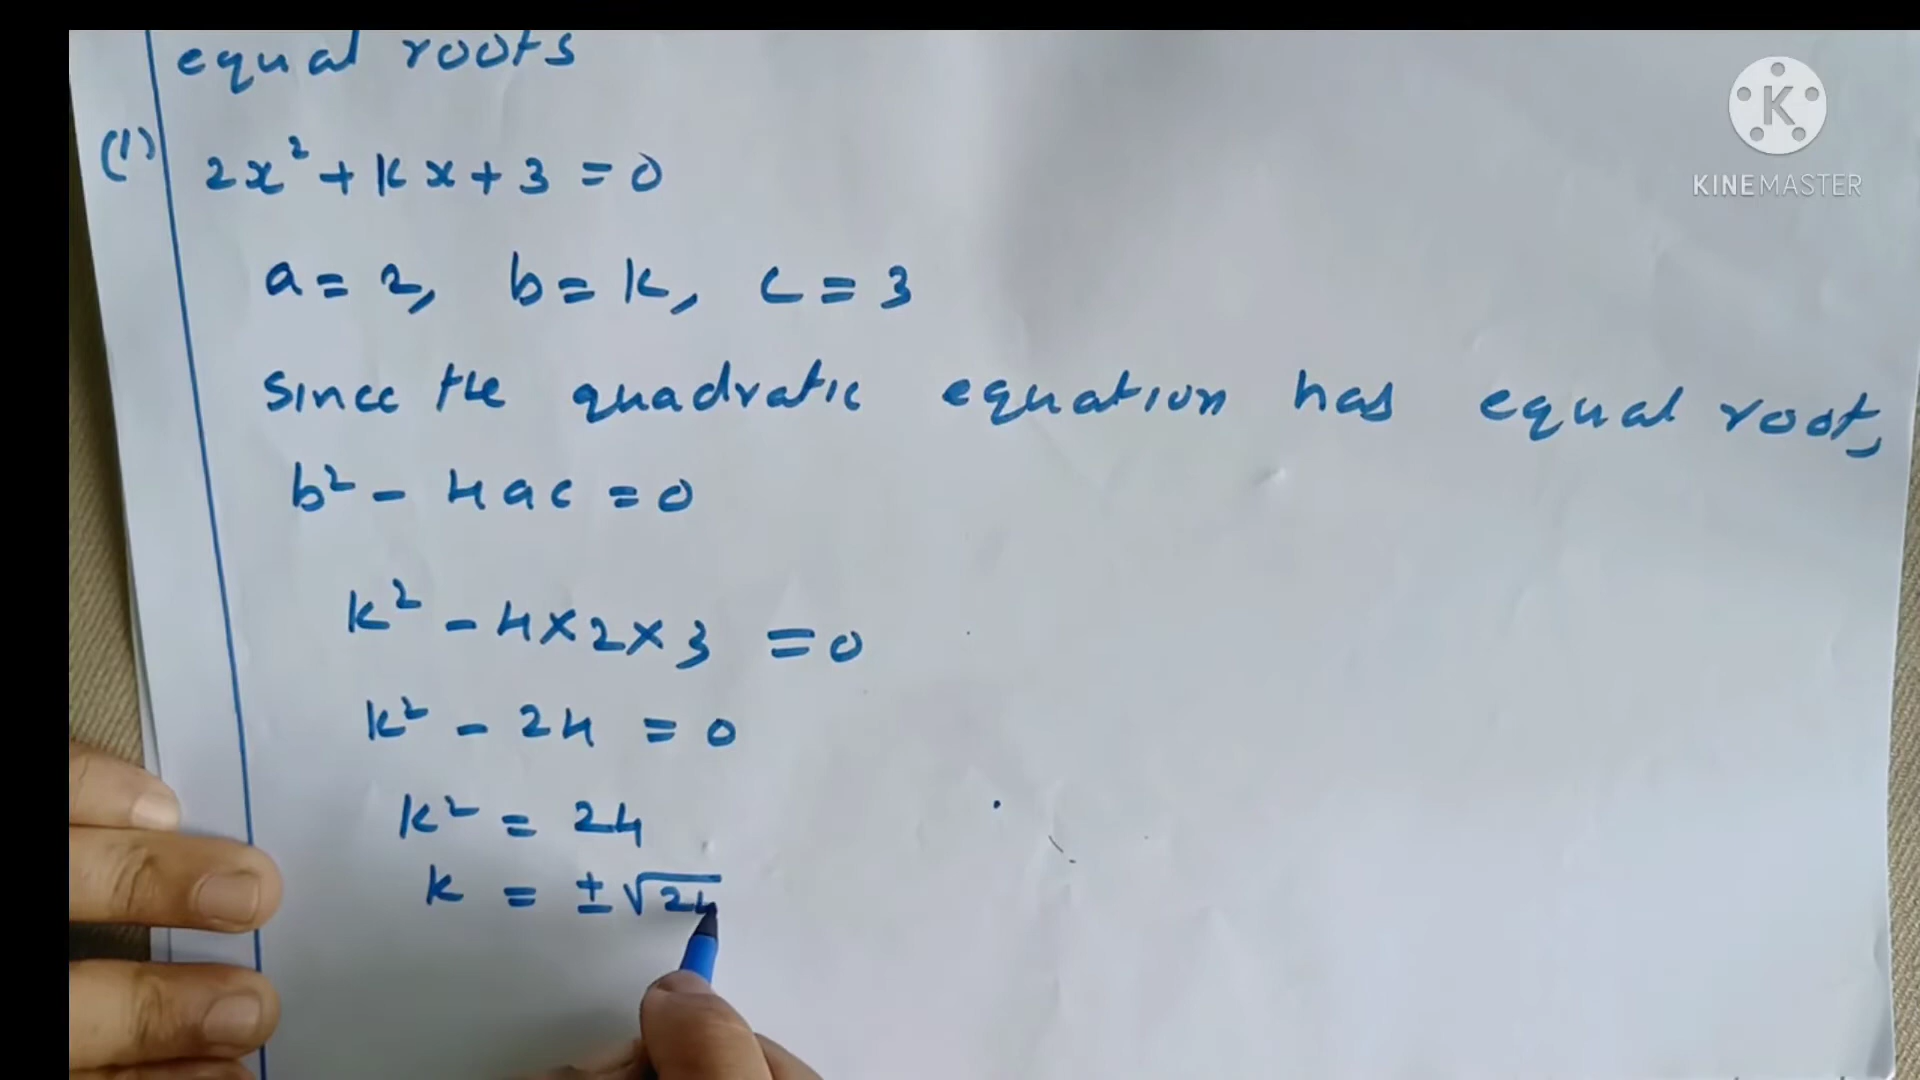 equal roots
(1) 2x² + kx + 3 = 0
a = 2, b = k, c = 3
Since the quadratic equation has equal root,
b² - 4ac = 0
k² - 4×2×3 = 0
k² - 24 = 0
k² = 24
k = ±√24
K
KINEMASTER